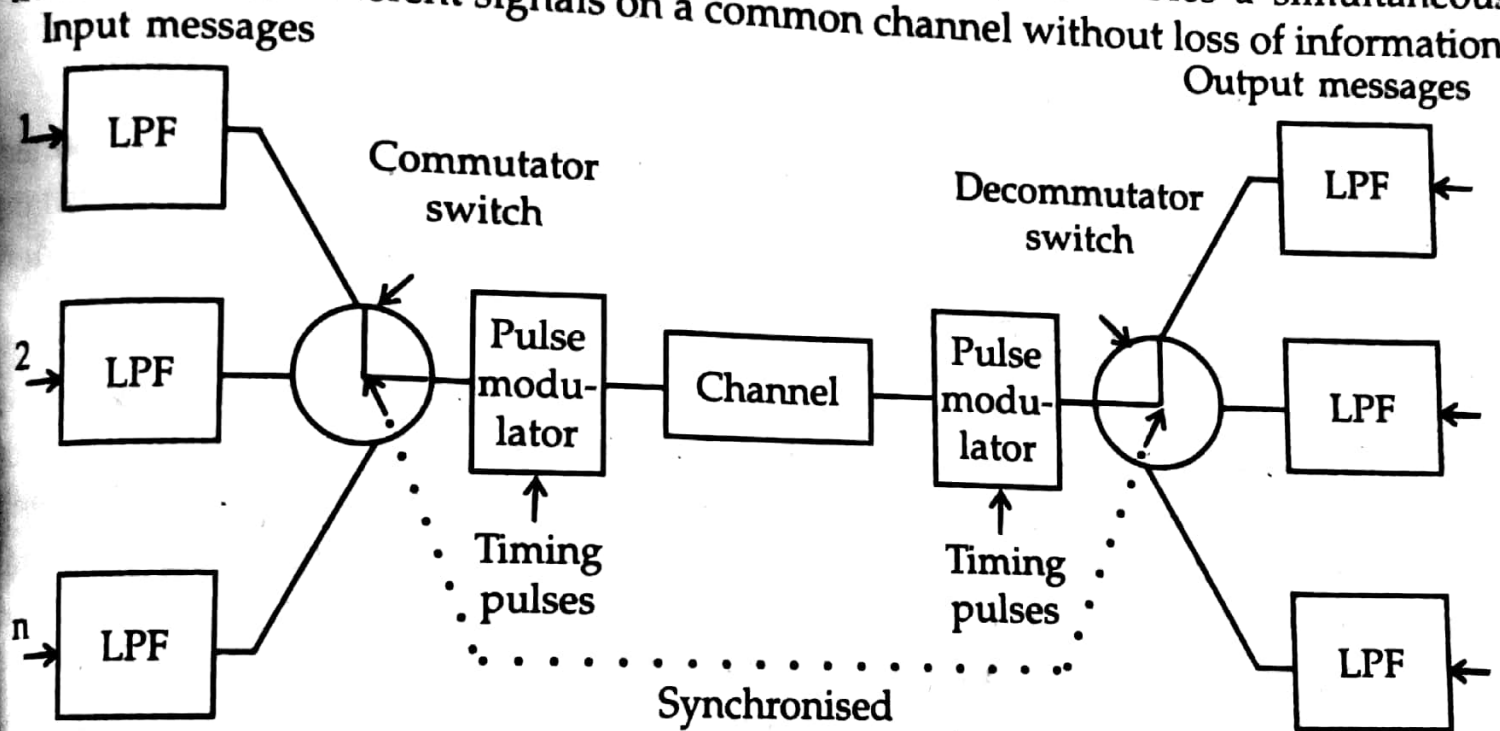 signals on a common channel without loss of information
Input messages
Output messages
1
LPF
Commutator
switch
Decommutator
switch
LPF
2
LPF
Pulse
modu-
lator
Channel
Pulse
modu-
lator
LPF
Timing
pulses
Timing
pulses
n
LPF
LPF
Synchronised